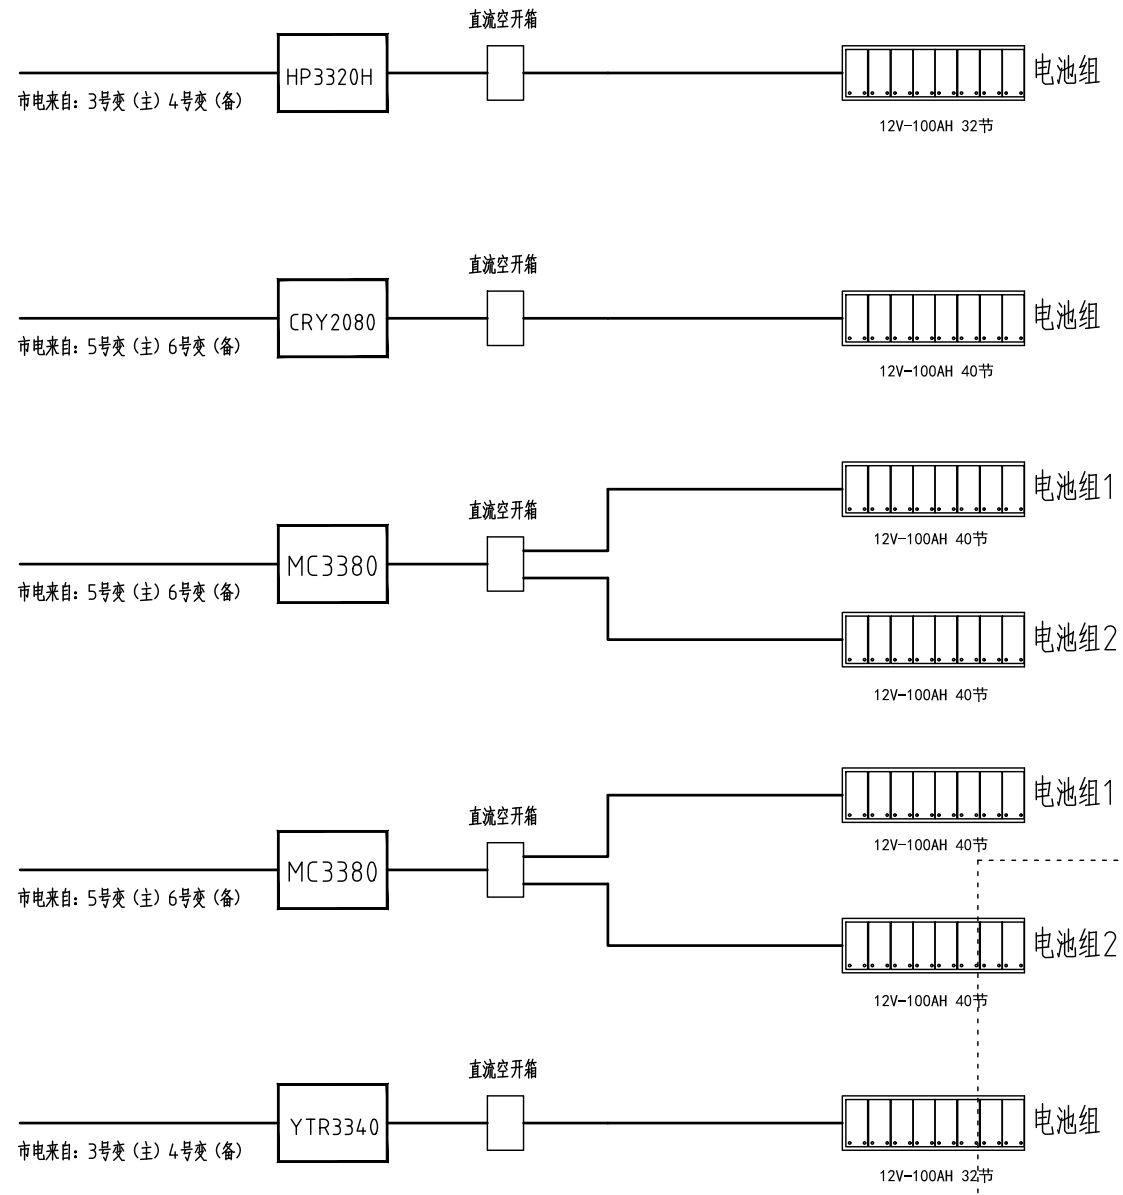 直流空开箱
HP3320H
电池组
市电来自：3号变（主）4号变（备）
12V-100AH 32节
直流空开箱
CRY2080
电池组
市电来自：5号变（主）6号变（备）
12V-100AH 40节
电池组1
直流空开箱
12V-100AH 40节
MC3380
市电来自：5号变（主）6号变（备）
电池组2
12V-100AH 40节
电池组1
直流空开箱
12V-100AH 40节
MC3380
市电来自：5号变（主）6号变（备）
电池组2
12V-100AH 40节
直流空开箱
YTR3340
电池组
市电来自：3号变（主）4号变（备）
12V-100AH 32节